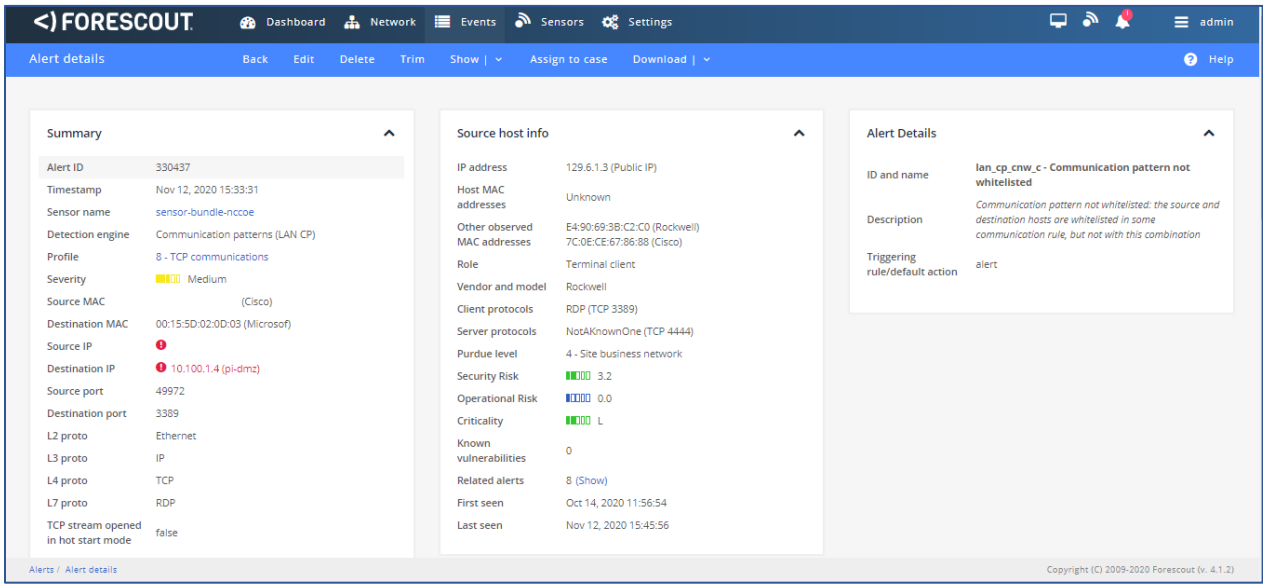 <) FORESCOUT. Dashboard Network Events Sensors Settings ! admin
Alert details Back Edit Delete Trim Show | Assign to case Download | ? Help
Summary
Alert ID 330437
Timestamp Nov 12, 2020 15:33:31
Sensor name sensor-bundle-nccoe
Detection engine Communication patterns (LAN CP)
Profile 8 - TCP communications
Severity Medium
Source MAC (Cisco)
Destination MAC 00:15:5D:02:0D:03 (Microsof)
Source IP !
Destination IP ! 10.100.1.4 (pi-dmz)
Source port 49972
Destination port 3389
L2 proto Ethernet
L3 proto IP
L4 proto TCP
L7 proto RDP
TCP stream opened
in hot start mode false
Source host info
IP address 129.6.1.3 (Public IP)
Host MAC
addresses Unknown
Other observed E4:90:69:3B:C2:C0 (Rockwell)
MAC addresses 7C:0E:CE:67:86:88 (Cisco)
Role Terminal client
Vendor and model Rockwell
Client protocols RDP (TCP 3389)
Server protocols NotAKnownOne (TCP 4444)
Purdue level 4 - Site business network
Security Risk 3.2
Operational Risk 0.0
Criticality L
Known
vulnerabilities 0
Related alerts 8 (Show)
First seen Oct 14, 2020 11:56:54
Last seen Nov 12, 2020 15:45:56
Alert Details
ID and name lan_cp_cnw_c - Communication pattern not
whitelisted
Communication pattern not whitelisted: the source and
Description destination hosts are whitelisted in some
communication rule, but not with this combination
Triggering
rule/default action alert
Alerts / Alert details Copyright (C) 2009-2020 Forescout (v. 4.1.2)